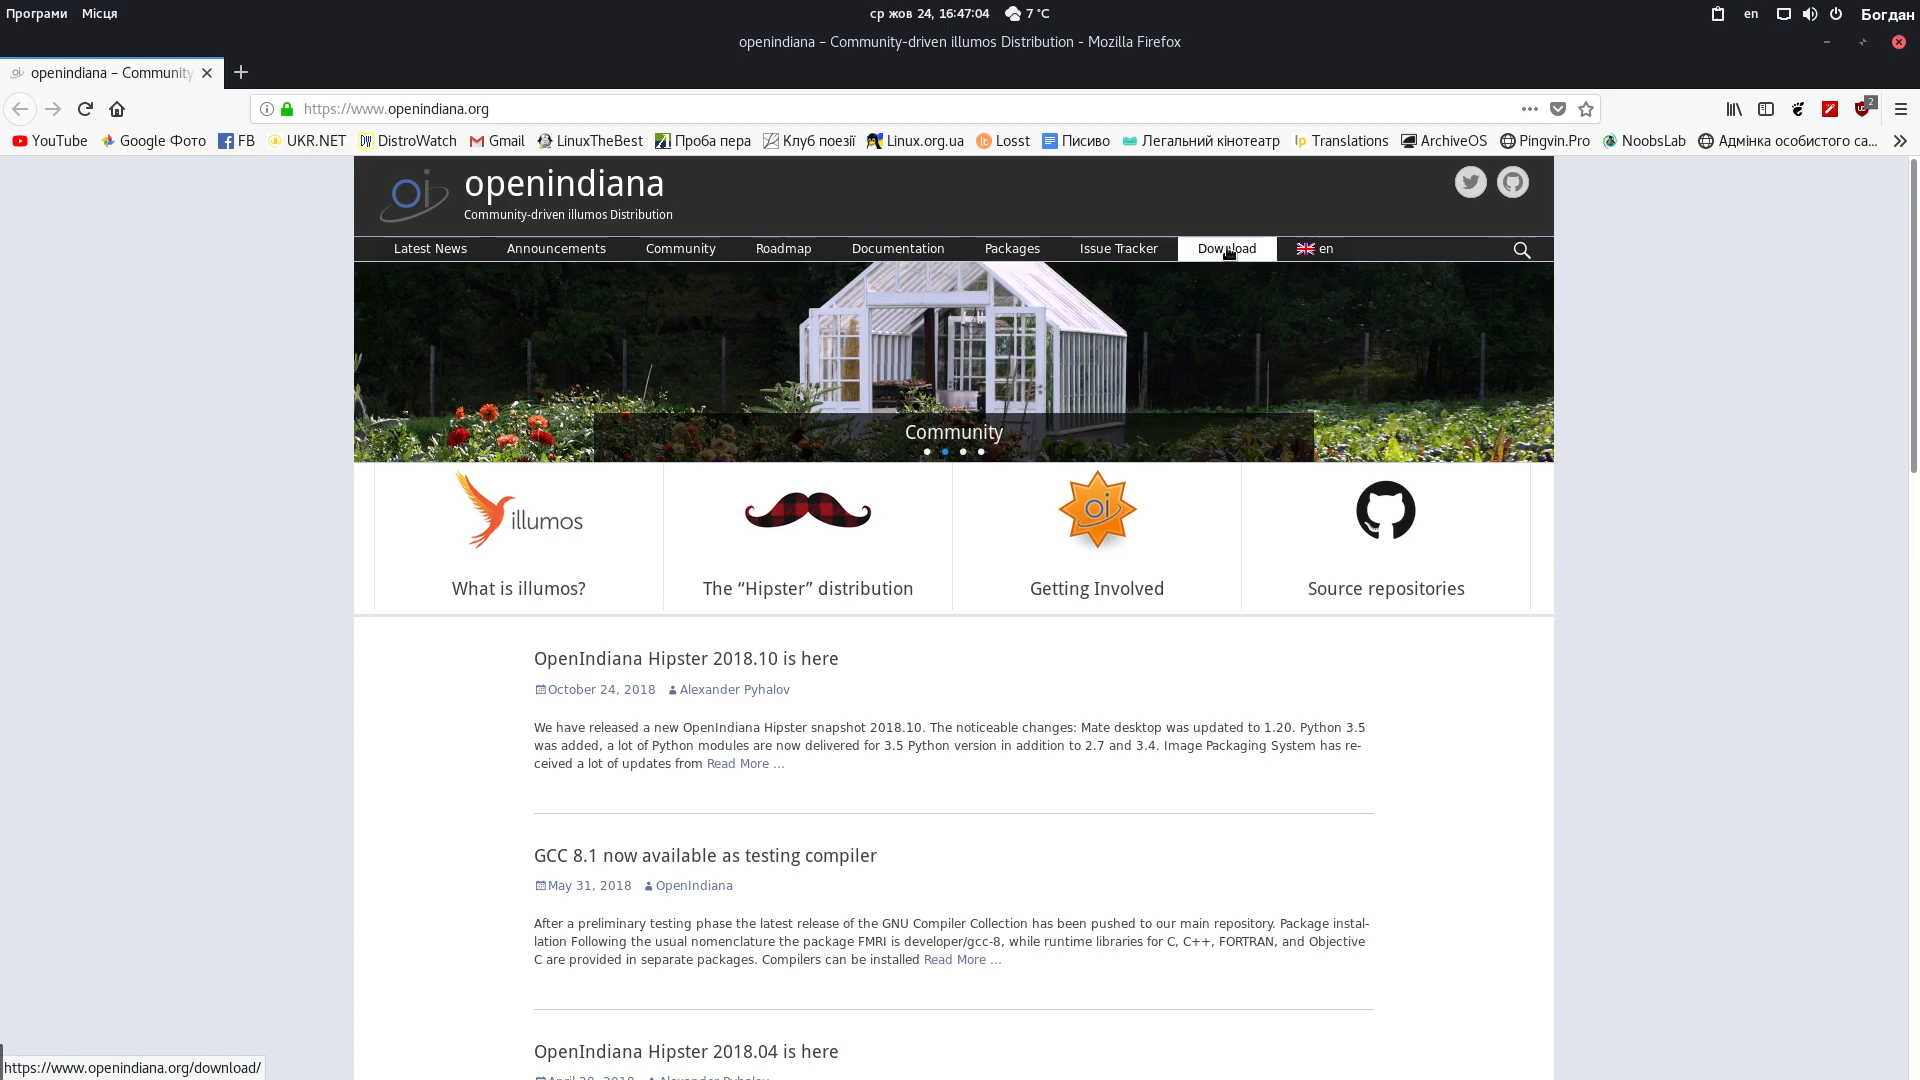 Програми Місця ср жов 24, 16:47:04 7 °C en Богдан
openindiana – Community-driven illumos Distribution - Mozilla Firefox
openindiana – Community
https://www.openindiana.org
YouTube Google Фото FB UKR.NET DistroWatch Gmail LinuxTheBest Проба пера Клуб поезії Linux.org.ua Losst Писиво Легальний кінотеатр Translations ArchiveOS Pingvin.Pro NoobsLab Адмінка особистого са...
2
oi openindiana
Community-driven illumos Distribution
Latest News Announcements Community Roadmap Documentation Packages Issue Tracker Download en
Community
illumos
oi
What is illumos? The “Hipster” distribution Getting Involved Source repositories
OpenIndiana Hipster 2018.10 is here
October 24, 2018 Alexander Pyhalov
We have released a new OpenIndiana Hipster snapshot 2018.10. The noticeable changes: Mate desktop was updated to 1.20. Python 3.5
was added, a lot of Python modules are now delivered for 3.5 Python version in addition to 2.7 and 3.4. Image Packaging System has re-
ceived a lot of updates from Read More …
GCC 8.1 now available as testing compiler
May 31, 2018 OpenIndiana
After a preliminary testing phase the latest release of the GNU Compiler Collection has been pushed to our main repository. Package instal-
lation Following the usual nomenclature the package FMRI is developer/gcc-8, while runtime libraries for C, C++, FORTRAN, and Objective
C are provided in separate packages. Compilers can be installed Read More …
OpenIndiana Hipster 2018.04 is here
https://www.openindiana.org/download/